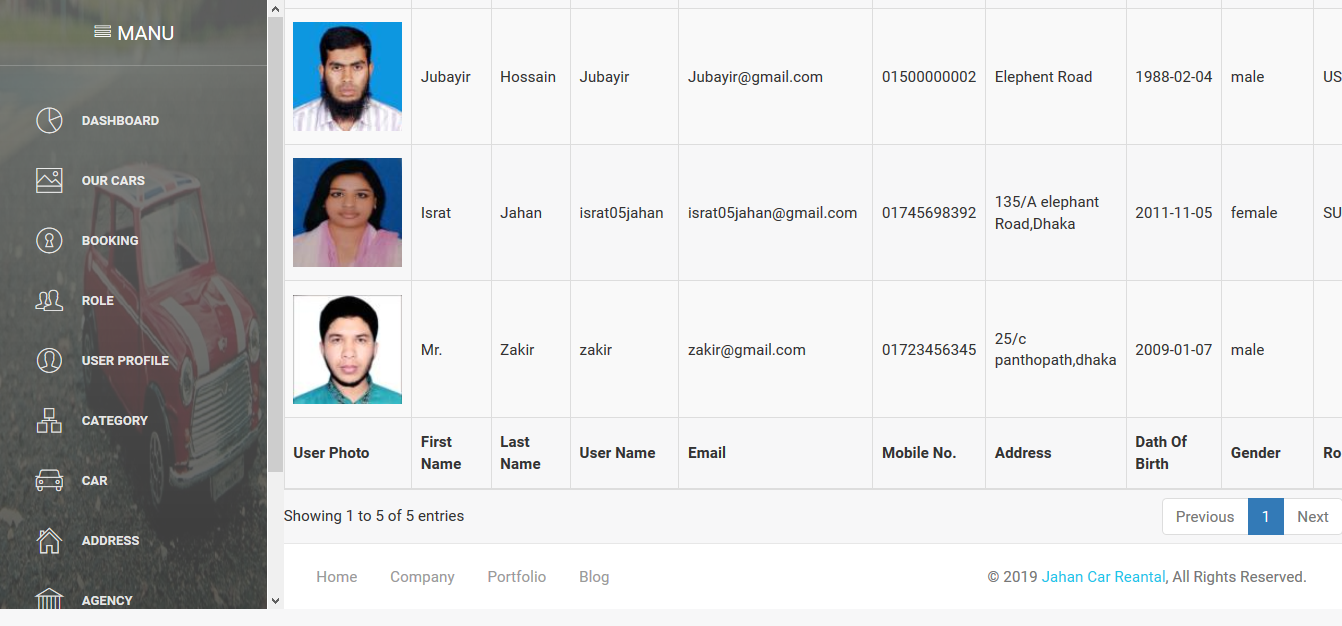 MANU
DASHBOARD
OUR CARS
BOOKING
ROLE
USER PROFILE
CATEGORY
CAR
ADDRESS
AGENCY
Jubayir Hossain Jubayir Jubayir@gmail.com 01500000002 Elephent Road 1988-02-04 male US
Israt Jahan israt05jahan israt05jahan@gmail.com 01745698392 135/A elephant 2011-11-05 female SU
Road,Dhaka
Mr. Zakir zakir zakir@gmail.com 01723456345 25/c 2009-01-07 male
panthopath,dhaka
User Photo First Last User Name Email Mobile No. Address Dath Of Gender Ro
Name Name Birth
Showing 1 to 5 of 5 entries Previous 1 Next
Home Company Portfolio Blog © 2019 Jahan Car Reantal, All Rights Reserved.